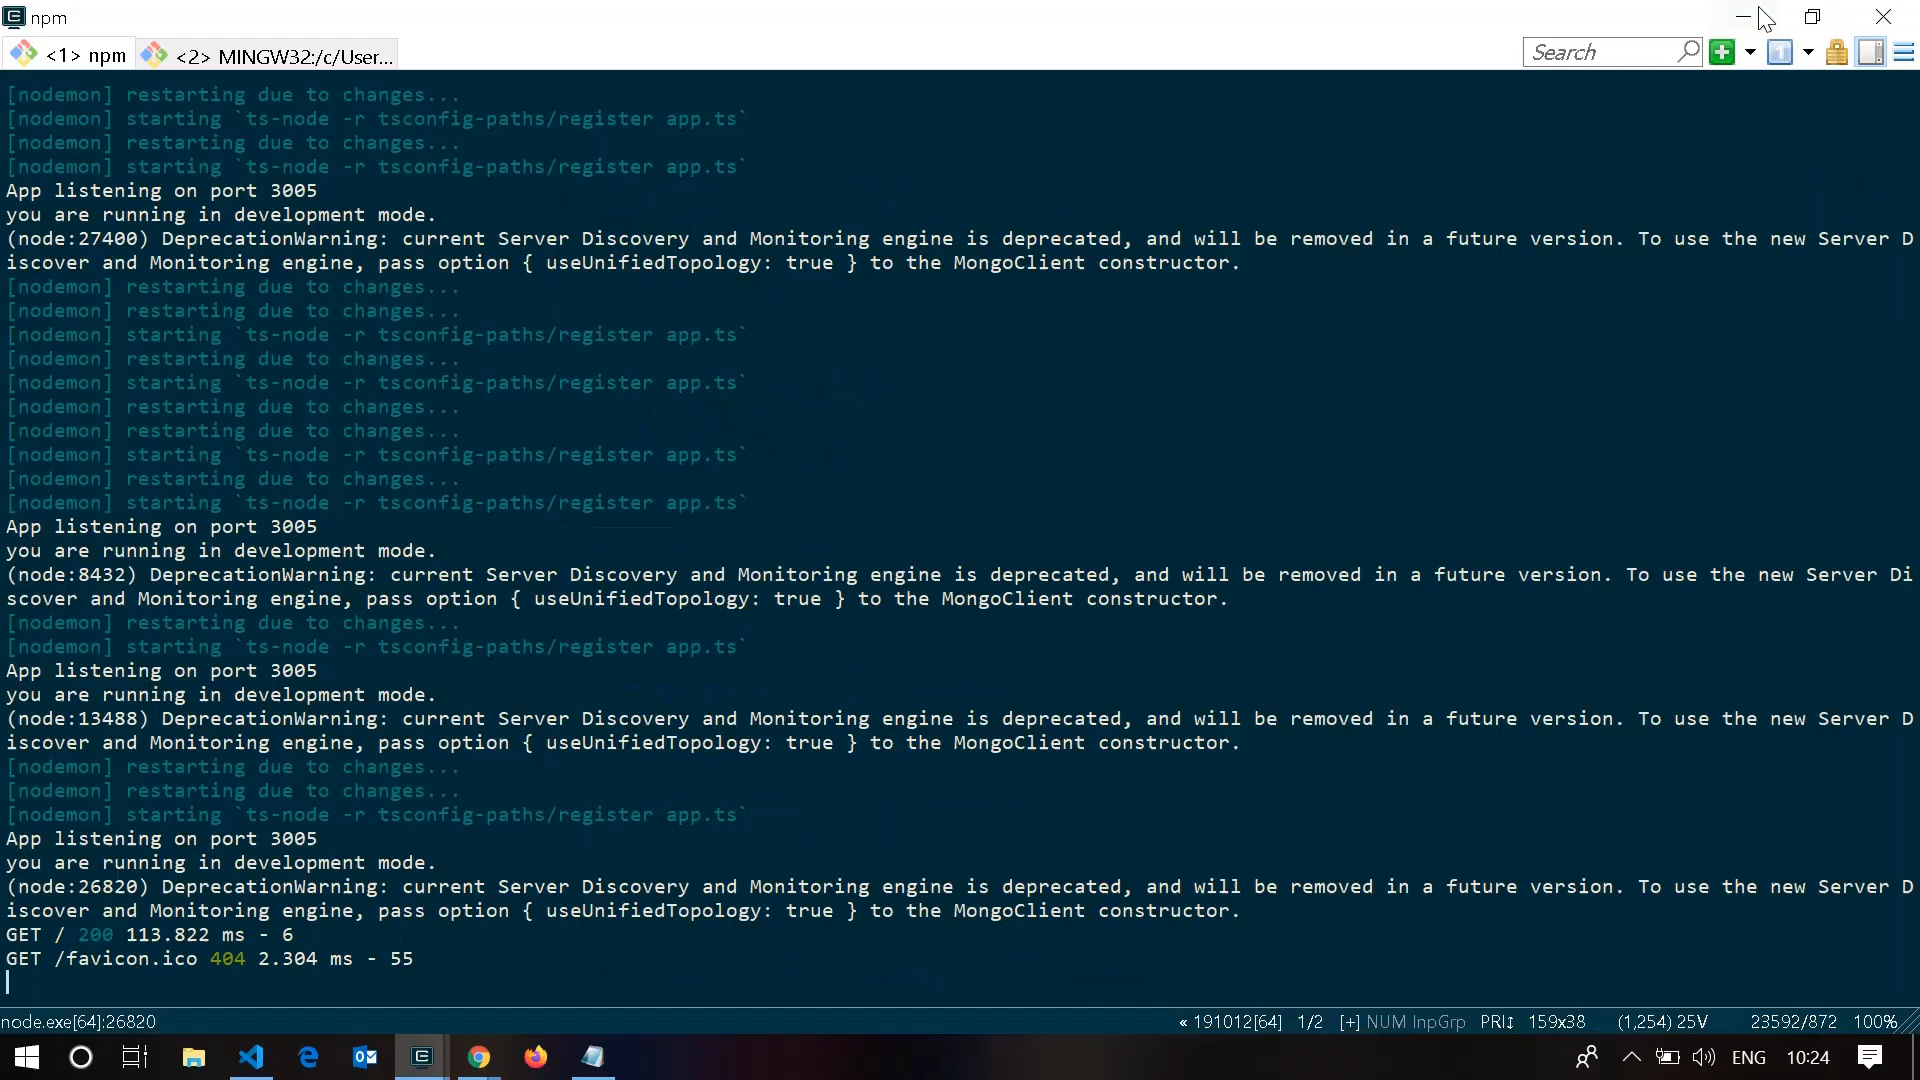 npm
<1> npm <2> MINGW32:/c/User...
Search
[nodemon] restarting due to changes...
[nodemon] starting `ts-node -r tsconfig-paths/register app.ts`
[nodemon] restarting due to changes...
[nodemon] starting `ts-node -r tsconfig-paths/register app.ts`
App listening on port 3005
you are running in development mode.
(node:27400) DeprecationWarning: current Server Discovery and Monitoring engine is deprecated, and will be removed in a future version. To use the new Server D
iscover and Monitoring engine, pass option { useUnifiedTopology: true } to the MongoClient constructor.
[nodemon] restarting due to changes...
[nodemon] restarting due to changes...
[nodemon] starting `ts-node -r tsconfig-paths/register app.ts`
[nodemon] restarting due to changes...
[nodemon] starting `ts-node -r tsconfig-paths/register app.ts`
[nodemon] restarting due to changes...
[nodemon] restarting due to changes...
[nodemon] starting `ts-node -r tsconfig-paths/register app.ts`
[nodemon] restarting due to changes...
[nodemon] starting `ts-node -r tsconfig-paths/register app.ts`
App listening on port 3005
you are running in development mode.
(node:8432) DeprecationWarning: current Server Discovery and Monitoring engine is deprecated, and will be removed in a future version. To use the new Server Di
scover and Monitoring engine, pass option { useUnifiedTopology: true } to the MongoClient constructor.
[nodemon] restarting due to changes...
[nodemon] starting `ts-node -r tsconfig-paths/register app.ts`
App listening on port 3005
you are running in development mode.
(node:13488) DeprecationWarning: current Server Discovery and Monitoring engine is deprecated, and will be removed in a future version. To use the new Server D
iscover and Monitoring engine, pass option { useUnifiedTopology: true } to the MongoClient constructor.
[nodemon] restarting due to changes...
[nodemon] restarting due to changes...
[nodemon] starting `ts-node -r tsconfig-paths/register app.ts`
App listening on port 3005
you are running in development mode.
(node:26820) DeprecationWarning: current Server Discovery and Monitoring engine is deprecated, and will be removed in a future version. To use the new Server D
iscover and Monitoring engine, pass option { useUnifiedTopology: true } to the MongoClient constructor.
GET / 200 113.822 ms - 6
GET /favicon.ico 404 2.304 ms - 55
node.exe[64]:26820 « 191012[64] 1/2 [+] NUM InpGrp PRI↕ 159x38 (1,254) 25V 23592/872 100%
ENG 10:24